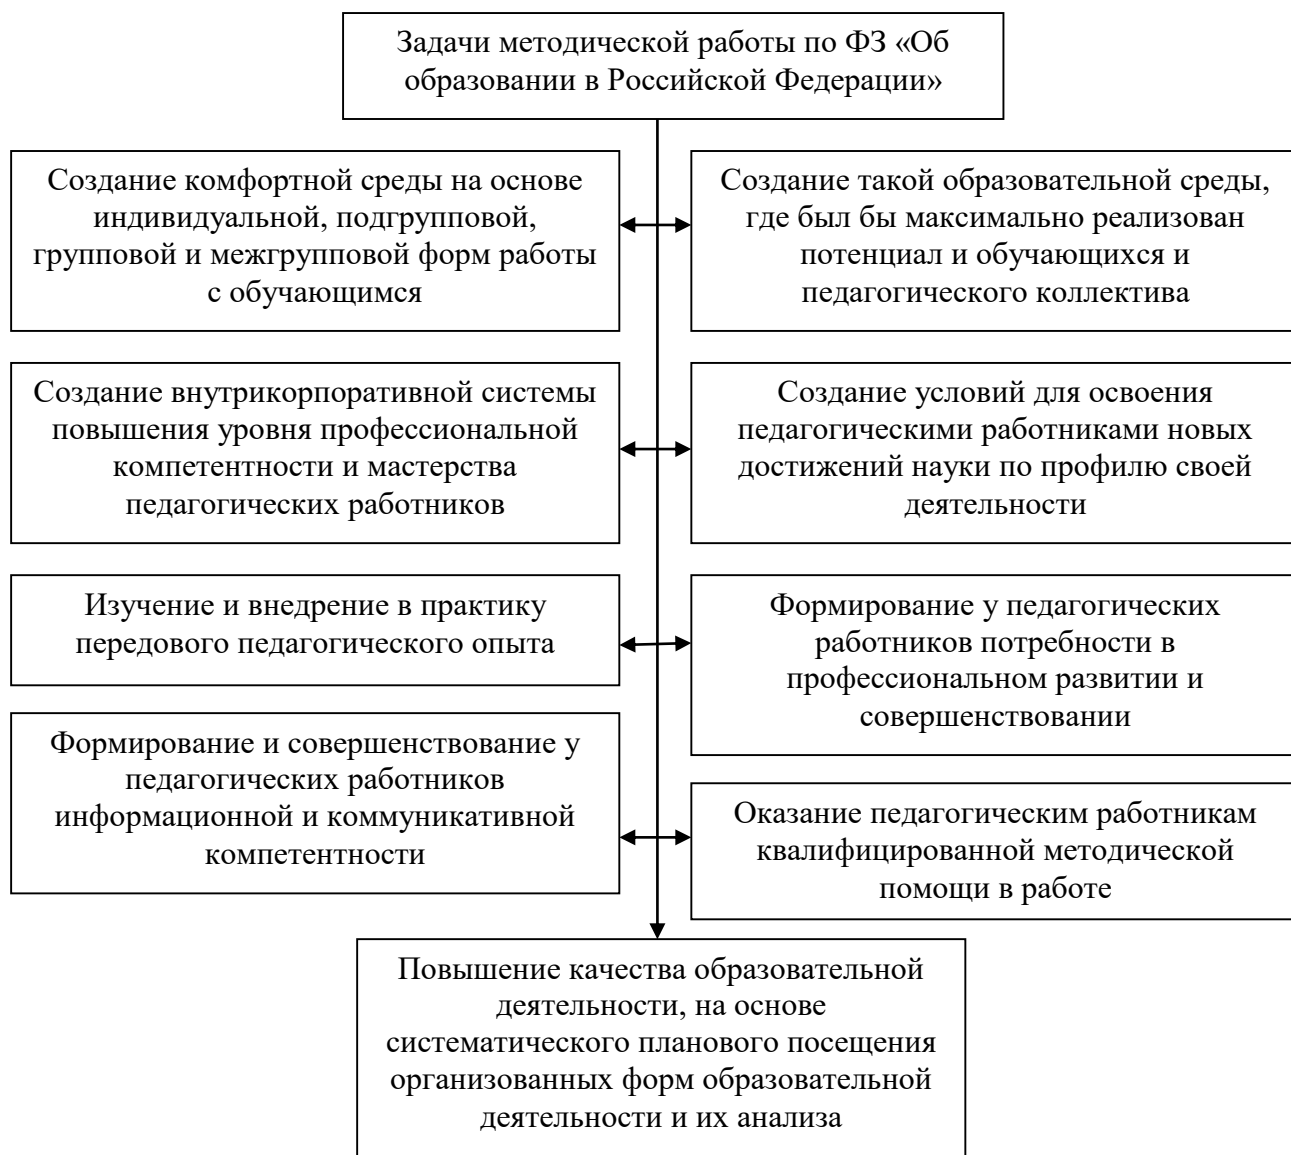 Задачи методической работы по ФЗ «Об
образовании в Российской Федерации»
Создание комфортной среды на основе
индивидуальной, подгрупповой,
групповой и межгрупповой форм работы
с обучающимся
Создание такой образовательной среды,
где был бы максимально реализован
потенциал и обучающихся и
педагогического коллектива
Создание внутрикорпоративной системы
повышения уровня профессиональной
компетентности и мастерства
педагогических работников
Создание условий для освоения
педагогическими работниками новых
достижений науки по профилю своей
деятельности
Изучение и внедрение в практику
передового педагогического опыта
Формирование у педагогических
работников потребности в
профессиональном развитии и
совершенствовании
Формирование и совершенствование у
педагогических работников
информационной и коммуникативной
компетентности
Оказание педагогическим работникам
квалифицированной методической
помощи в работе
Повышение качества образовательной
деятельности, на основе
систематического планового посещения
организованных форм образовательной
деятельности и их анализа